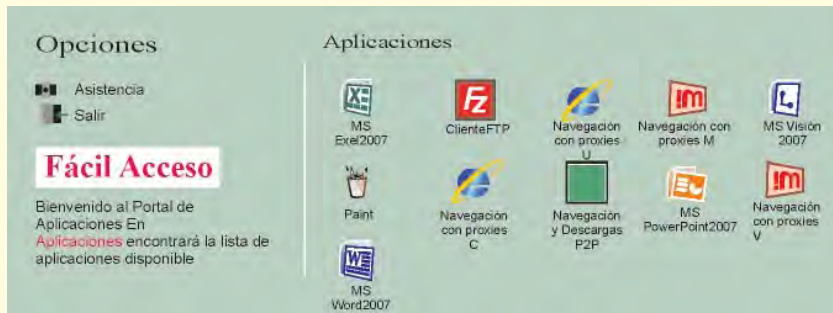 Opciones
Asistencia
Salir
Fácil Acceso
Bienvenido al Portal de
Aplicaciones En
Aplicaciones encontrará la lista de
aplicaciones disponible
Aplicaciones
MS
Exel2007
ClienteFTP
Navegación
con proxies
U
Navegación con
proxies M
MS Visión
2007
Paint
Navegación
con proxies
C
Navegación
y Descargas
P2P
MS
PowerPoint2007
Navegación
con proxies
V
MS
Word2007